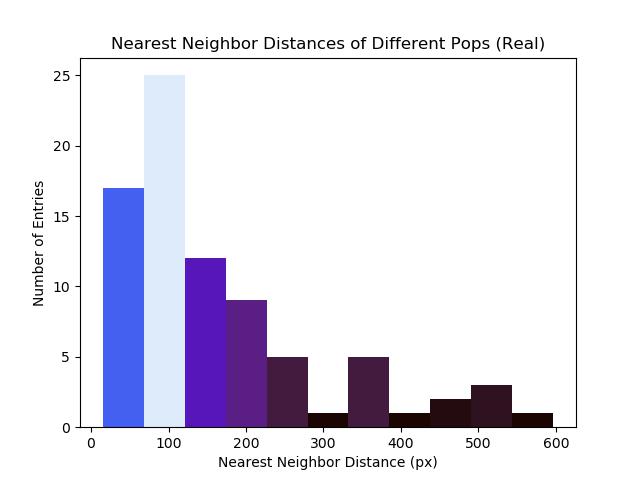 Nearest Neighbor Distances of Different Pops (Real)
25
20
15
10
5
0
Number of Entries
0 100 200 300 400 500 600
Nearest Neighbor Distance (px)